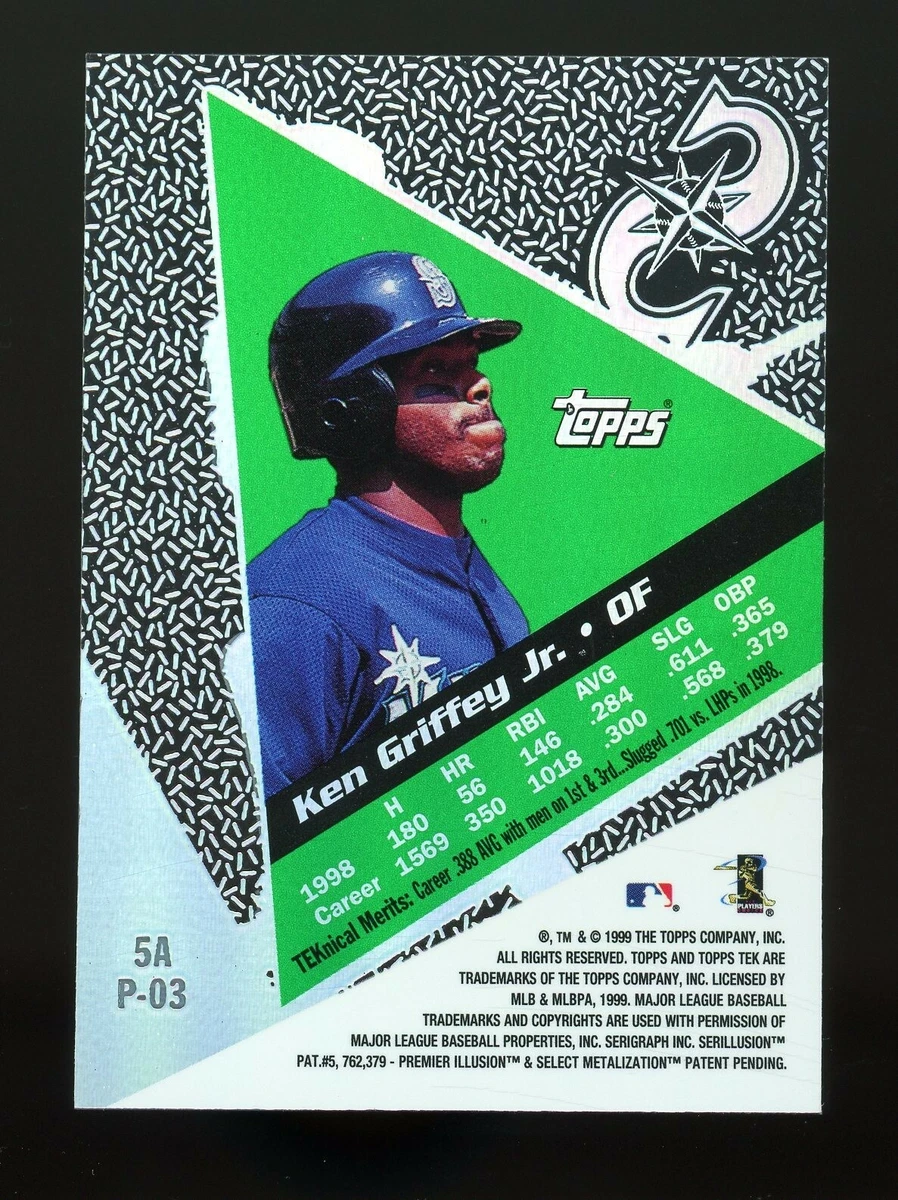 Topps®
Ken Griffey Jr. • OF
H HR RBI AVG SLG OBP
1998 180 56 146 .284 .611 .365
Career 1569 350 1018 .300 .568 .379
TEKnical Merits: Career .388 AVG with men on 1st & 3rd...Slugged .701 vs. LHPs in 1998.
5A
P-03
PLAYERS
®, TM & © 1999 THE TOPPS COMPANY, INC.
ALL RIGHTS RESERVED. TOPPS AND TOPPS TEK ARE
TRADEMARKS OF THE TOPPS COMPANY, INC. LICENSED BY
MLB & MLBPA, 1999. MAJOR LEAGUE BASEBALL
TRADEMARKS AND COPYRIGHTS ARE USED WITH PERMISSION OF
MAJOR LEAGUE BASEBALL PROPERTIES, INC. SERIGRAPH INC. SERILLUSION™
PAT.#5, 762,379 - PREMIER ILLUSION™ & SELECT METALIZATION™ PATENT PENDING.